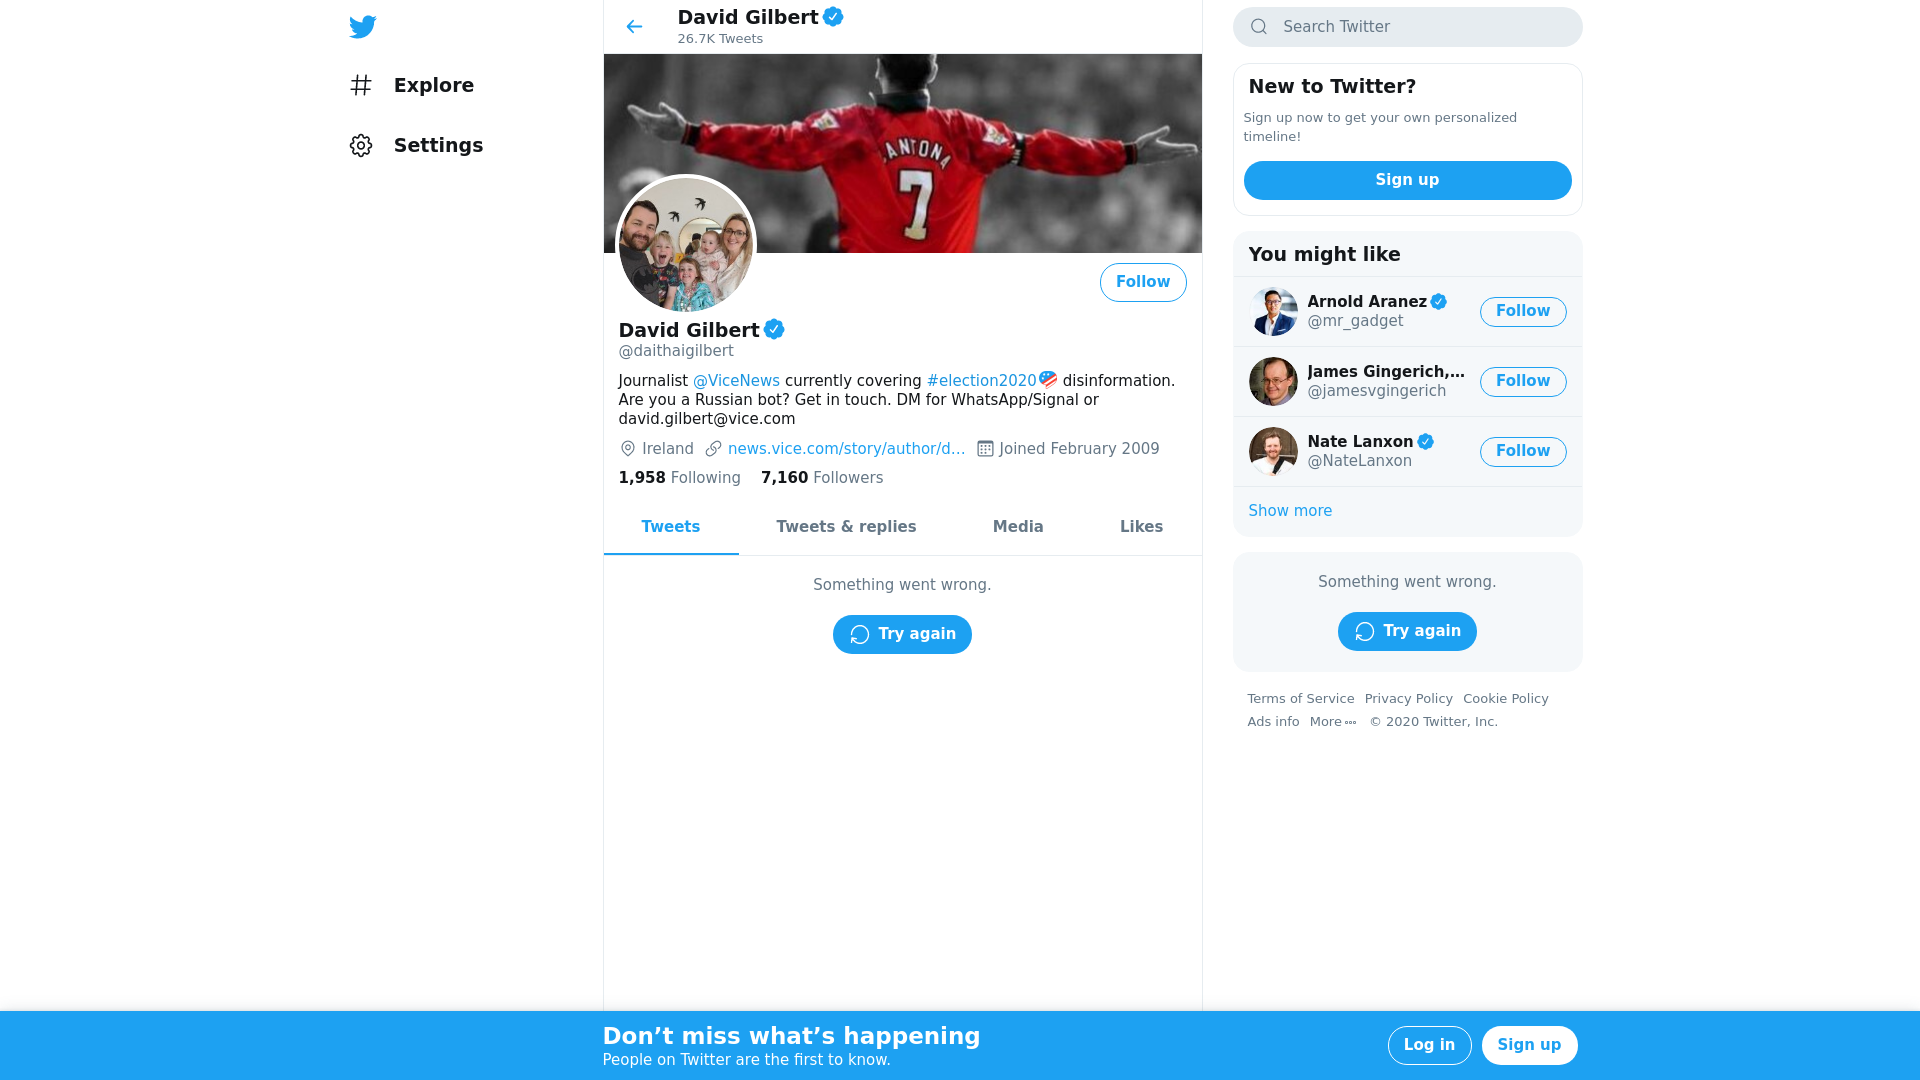 Explore
Settings
David Gilbert
26.7K Tweets
ANTONA
7
Follow
David Gilbert
@daithaigilbert
Journalist @ViceNews currently covering #election2020 disinformation.
Are you a Russian bot? Get in touch. DM for WhatsApp/Signal or
david.gilbert@vice.com
Ireland news.vice.com/story/author/d… Joined February 2009
1,958 Following 7,160 Followers
Tweets Tweets & replies Media Likes
Something went wrong.
Try again
Search Twitter
New to Twitter?
Sign up now to get your own personalized
timeline!
Sign up
You might like
Arnold Aranez
@mr_gadget
Follow
James Gingerich,…
@jamesvgingerich
Follow
Nate Lanxon
@NateLanxon
Follow
Show more
Something went wrong.
Try again
Terms of Service Privacy Policy Cookie Policy
Ads info More © 2020 Twitter, Inc.
Don’t miss what’s happening
People on Twitter are the first to know.
Log in
Sign up